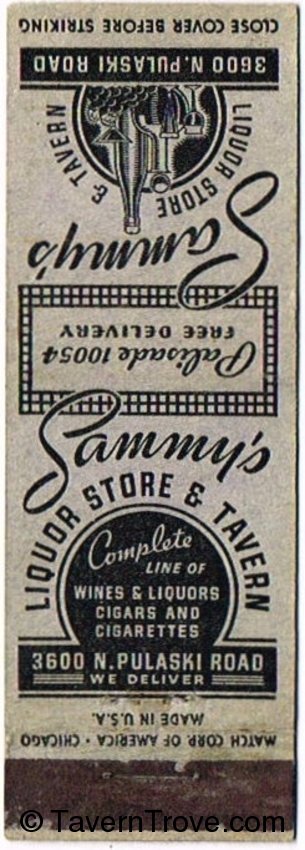 CLOSE COVER BEFORE STRIKING
3600 N. PULASKI ROAD
LIQUOR STORE
& TAVERN
Sammy's
Palisade 10054
FREE DELIVERY
Sammy's
LIQUOR STORE & TAVERN
Complete
LINE OF
WINES & LIQUORS
CIGARS AND
CIGARETTES
3600 N. PULASKI ROAD
WE DELIVER
MADE IN U.S.A.
MATCH CORP. OF AMERICA • CHICAGO
© TavernTrove.com